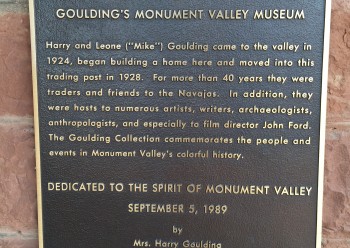 GOULDING'S MONUMENT VALLEY MUSEUM
Harry and Leone ("Mike") Goulding came to the valley in
1924, began building a home here and moved into this
trading post in 1928. For more than 40 years they were
traders and friends to the Navajos. In addition, they
were hosts to numerous artists, writers, archaeologists,
anthropologists, and especially to film director John Ford.
The Goulding Collection commemorates the people and
events in Monument Valley's colorful history.
DEDICATED TO THE SPIRIT OF MONUMENT VALLEY
SEPTEMBER 5, 1989
by
Mrs. Harry Goulding